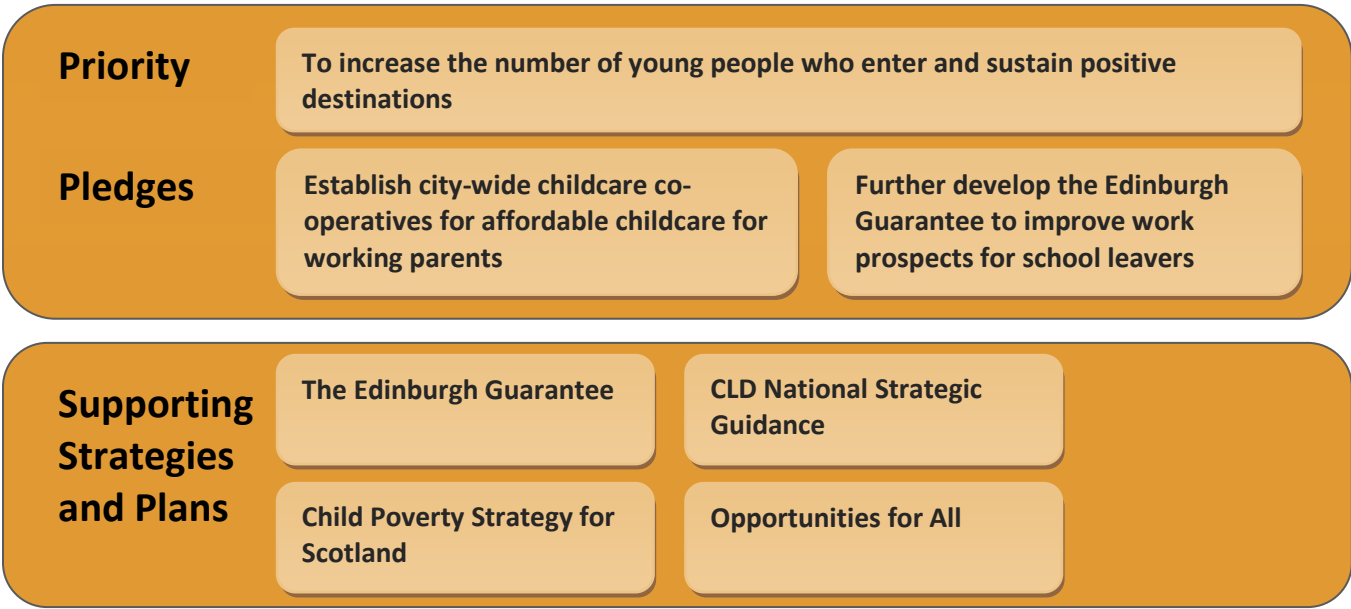 Priority
To increase the number of young people who enter and sustain positive
destinations
Pledges
Establish city-wide childcare co-
operatives for affordable childcare for
working parents
Further develop the Edinburgh
Guarantee to improve work
prospects for school leavers
Supporting
Strategies
and Plans
The Edinburgh Guarantee
CLD National Strategic
Guidance
Child Poverty Strategy for
Scotland
Opportunities for All